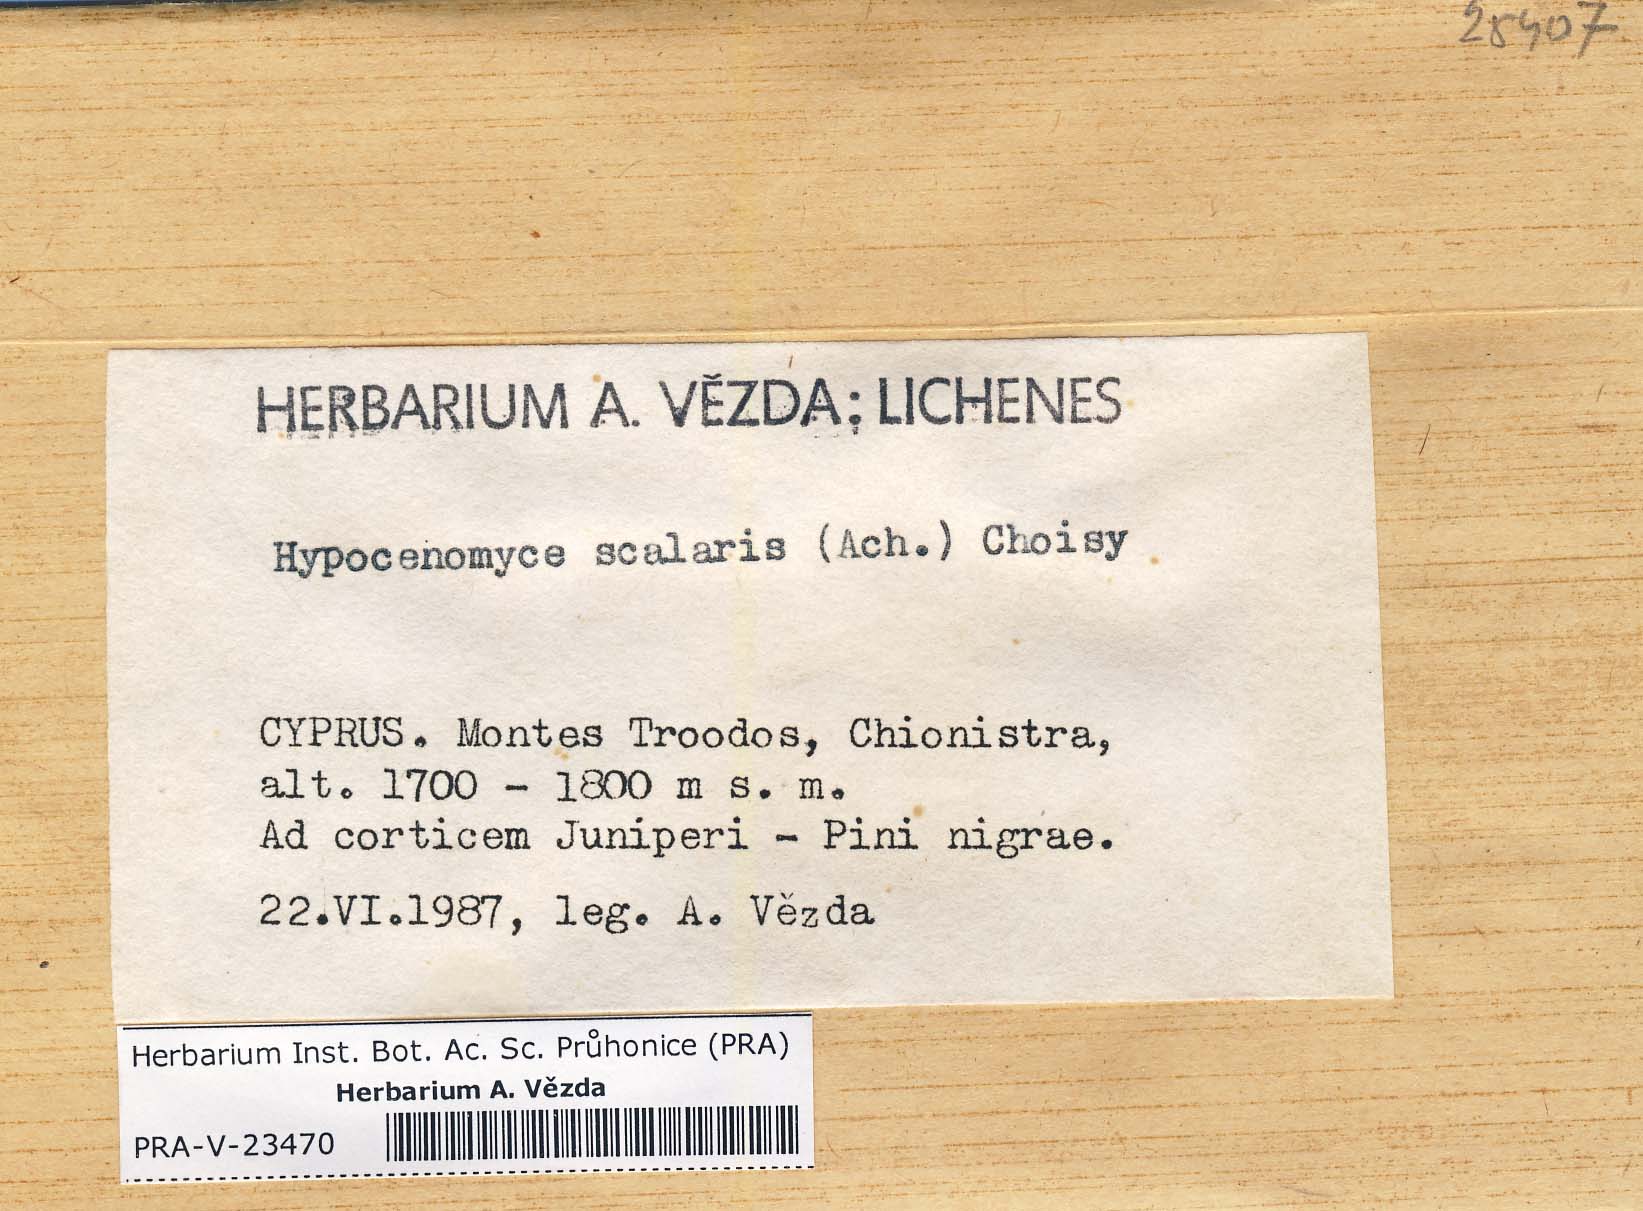 25407
HERBARIUM A. VĚZDA: LICHENES
Hypocenomyce scalaris (Ach.) Choisy
CYPRUS. Montes Troodos, Chionistra,
alt. 1700 - 1800 m s. m.
Ad corticem Juniperi - Pini nigrae.
22.VI.1987, leg. A. Vězda
Herbarium Inst. Bot. Ac. Sc. Průhonice (PRA)
Herbarium A. Vězda
PRA-V-23470